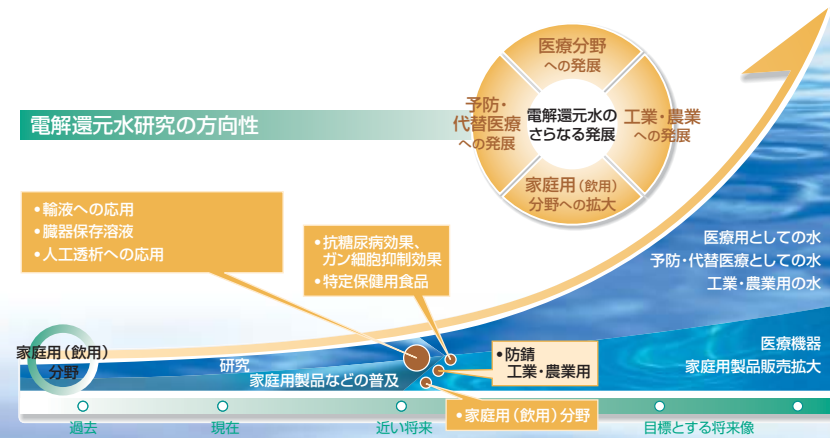 電解還元水研究の方向性
医療分野
への発展
予防・
代替医療
への発展
電解還元水の
さらなる発展
工業・農業
への発展
家庭用（飲用）
分野への拡大
•輸液への応用
•臓器保存溶液
•人工透析への応用
•抗糖尿病効果、
ガン細胞抑制効果
•特定保健用食品
医療用としての水
予防・代替医療としての水
工業・農業用の水
家庭用（飲用）
分野
研究
家庭用製品などの普及
•防錆
工業・農業用
医療機器
家庭用製品販売拡大
•家庭用（飲用）分野
過去
現在
近い将来
目標とする将来像